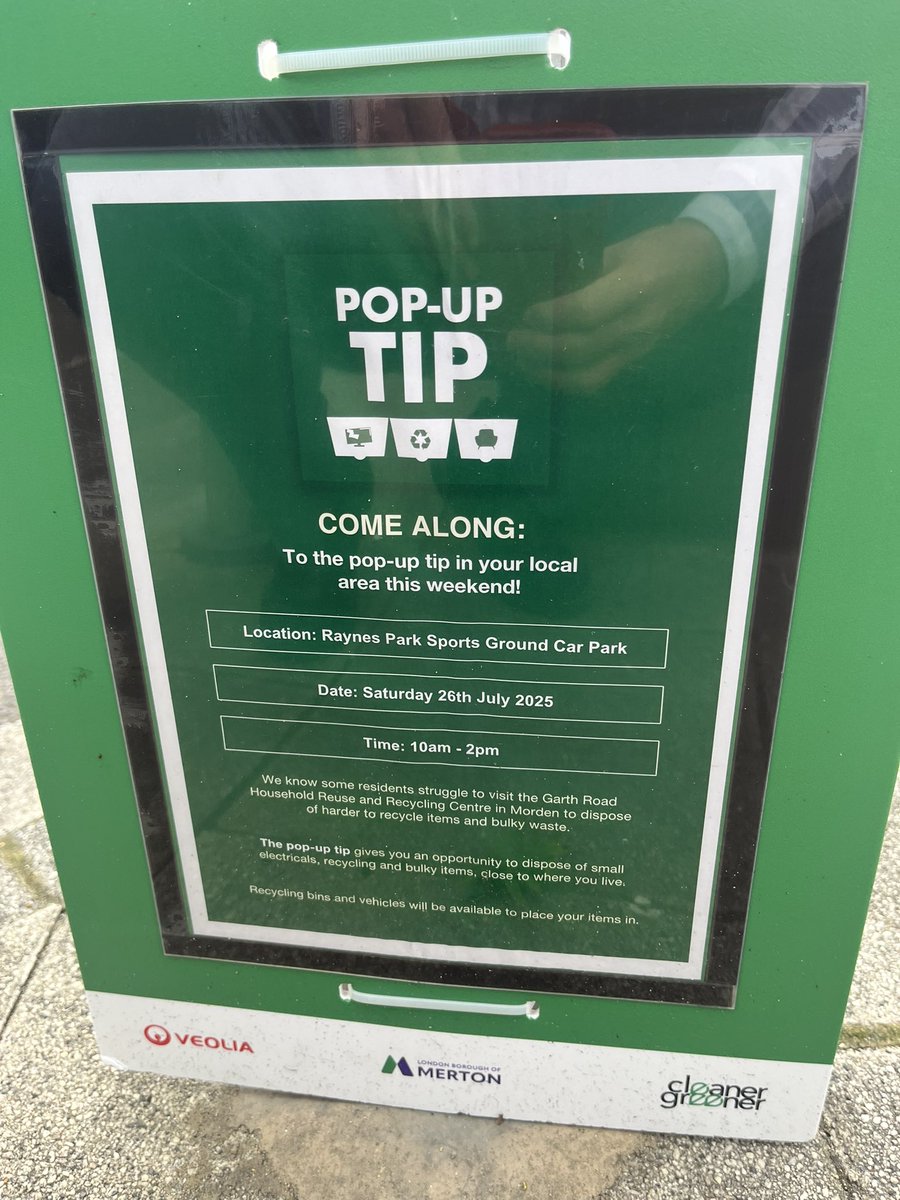 POP-UP
TIP
COME ALONG:
To the pop-up tip in your local
area this weekend!
Location: Raynes Park Sports Ground Car Park
Date: Saturday 26th July 2025
Time: 10am - 2pm
We know some residents struggle to visit the Garth Road
Household Reuse and Recycling Centre in Morden to dispose
of harder to recycle items and bulky waste.
The pop-up tip gives you an opportunity to dispose of small
electricals, recycling and bulky items, close to where you live.
Recycling bins and vehicles will be available to place your items in.
VEOLIA
LONDON BOROUGH OF
MERTON
cleaner
greener